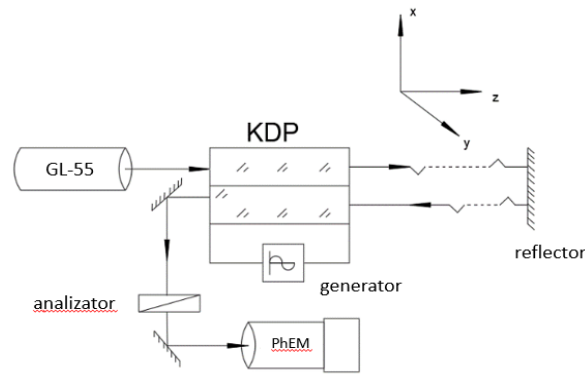 x
z
y
KDP
GL-55
reflector
generator
analizator
PhEM